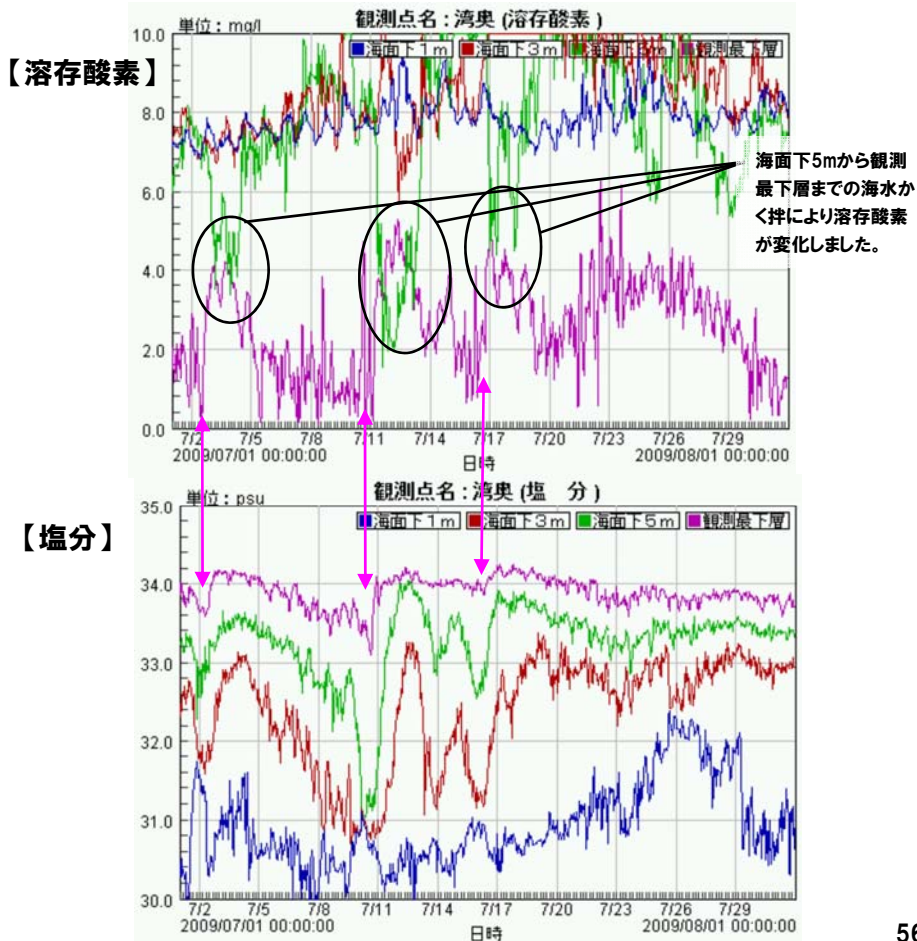 単位：mg/l
観測点名：湾奥(溶存酸素)
【溶存酸素】
海面下1m 海面下3m 海面下5m 観測最下層
10.0
8.0
6.0
4.0
2.0
0.0
海面下5mから観測
最下層までの海水か
く拌により溶存酸素
が変化しました。
7/2 7/5 7/8 7/11 7/14 7/17 7/20 7/23 7/26 7/29
2009/07/01 00:00:00 2009/08/01 00:00:00
日時
単位：psu
観測点名：湾奥(塩 分)
【塩分】
海面下1m 海面下3m 海面下5m 観測最下層
35.0
34.0
33.0
32.0
31.0
30.0
7/2 7/5 7/8 7/11 7/14 7/17 7/20 7/23 7/26 7/29
2009/07/01 00:00:00 2009/08/01 00:00:00
日時
56